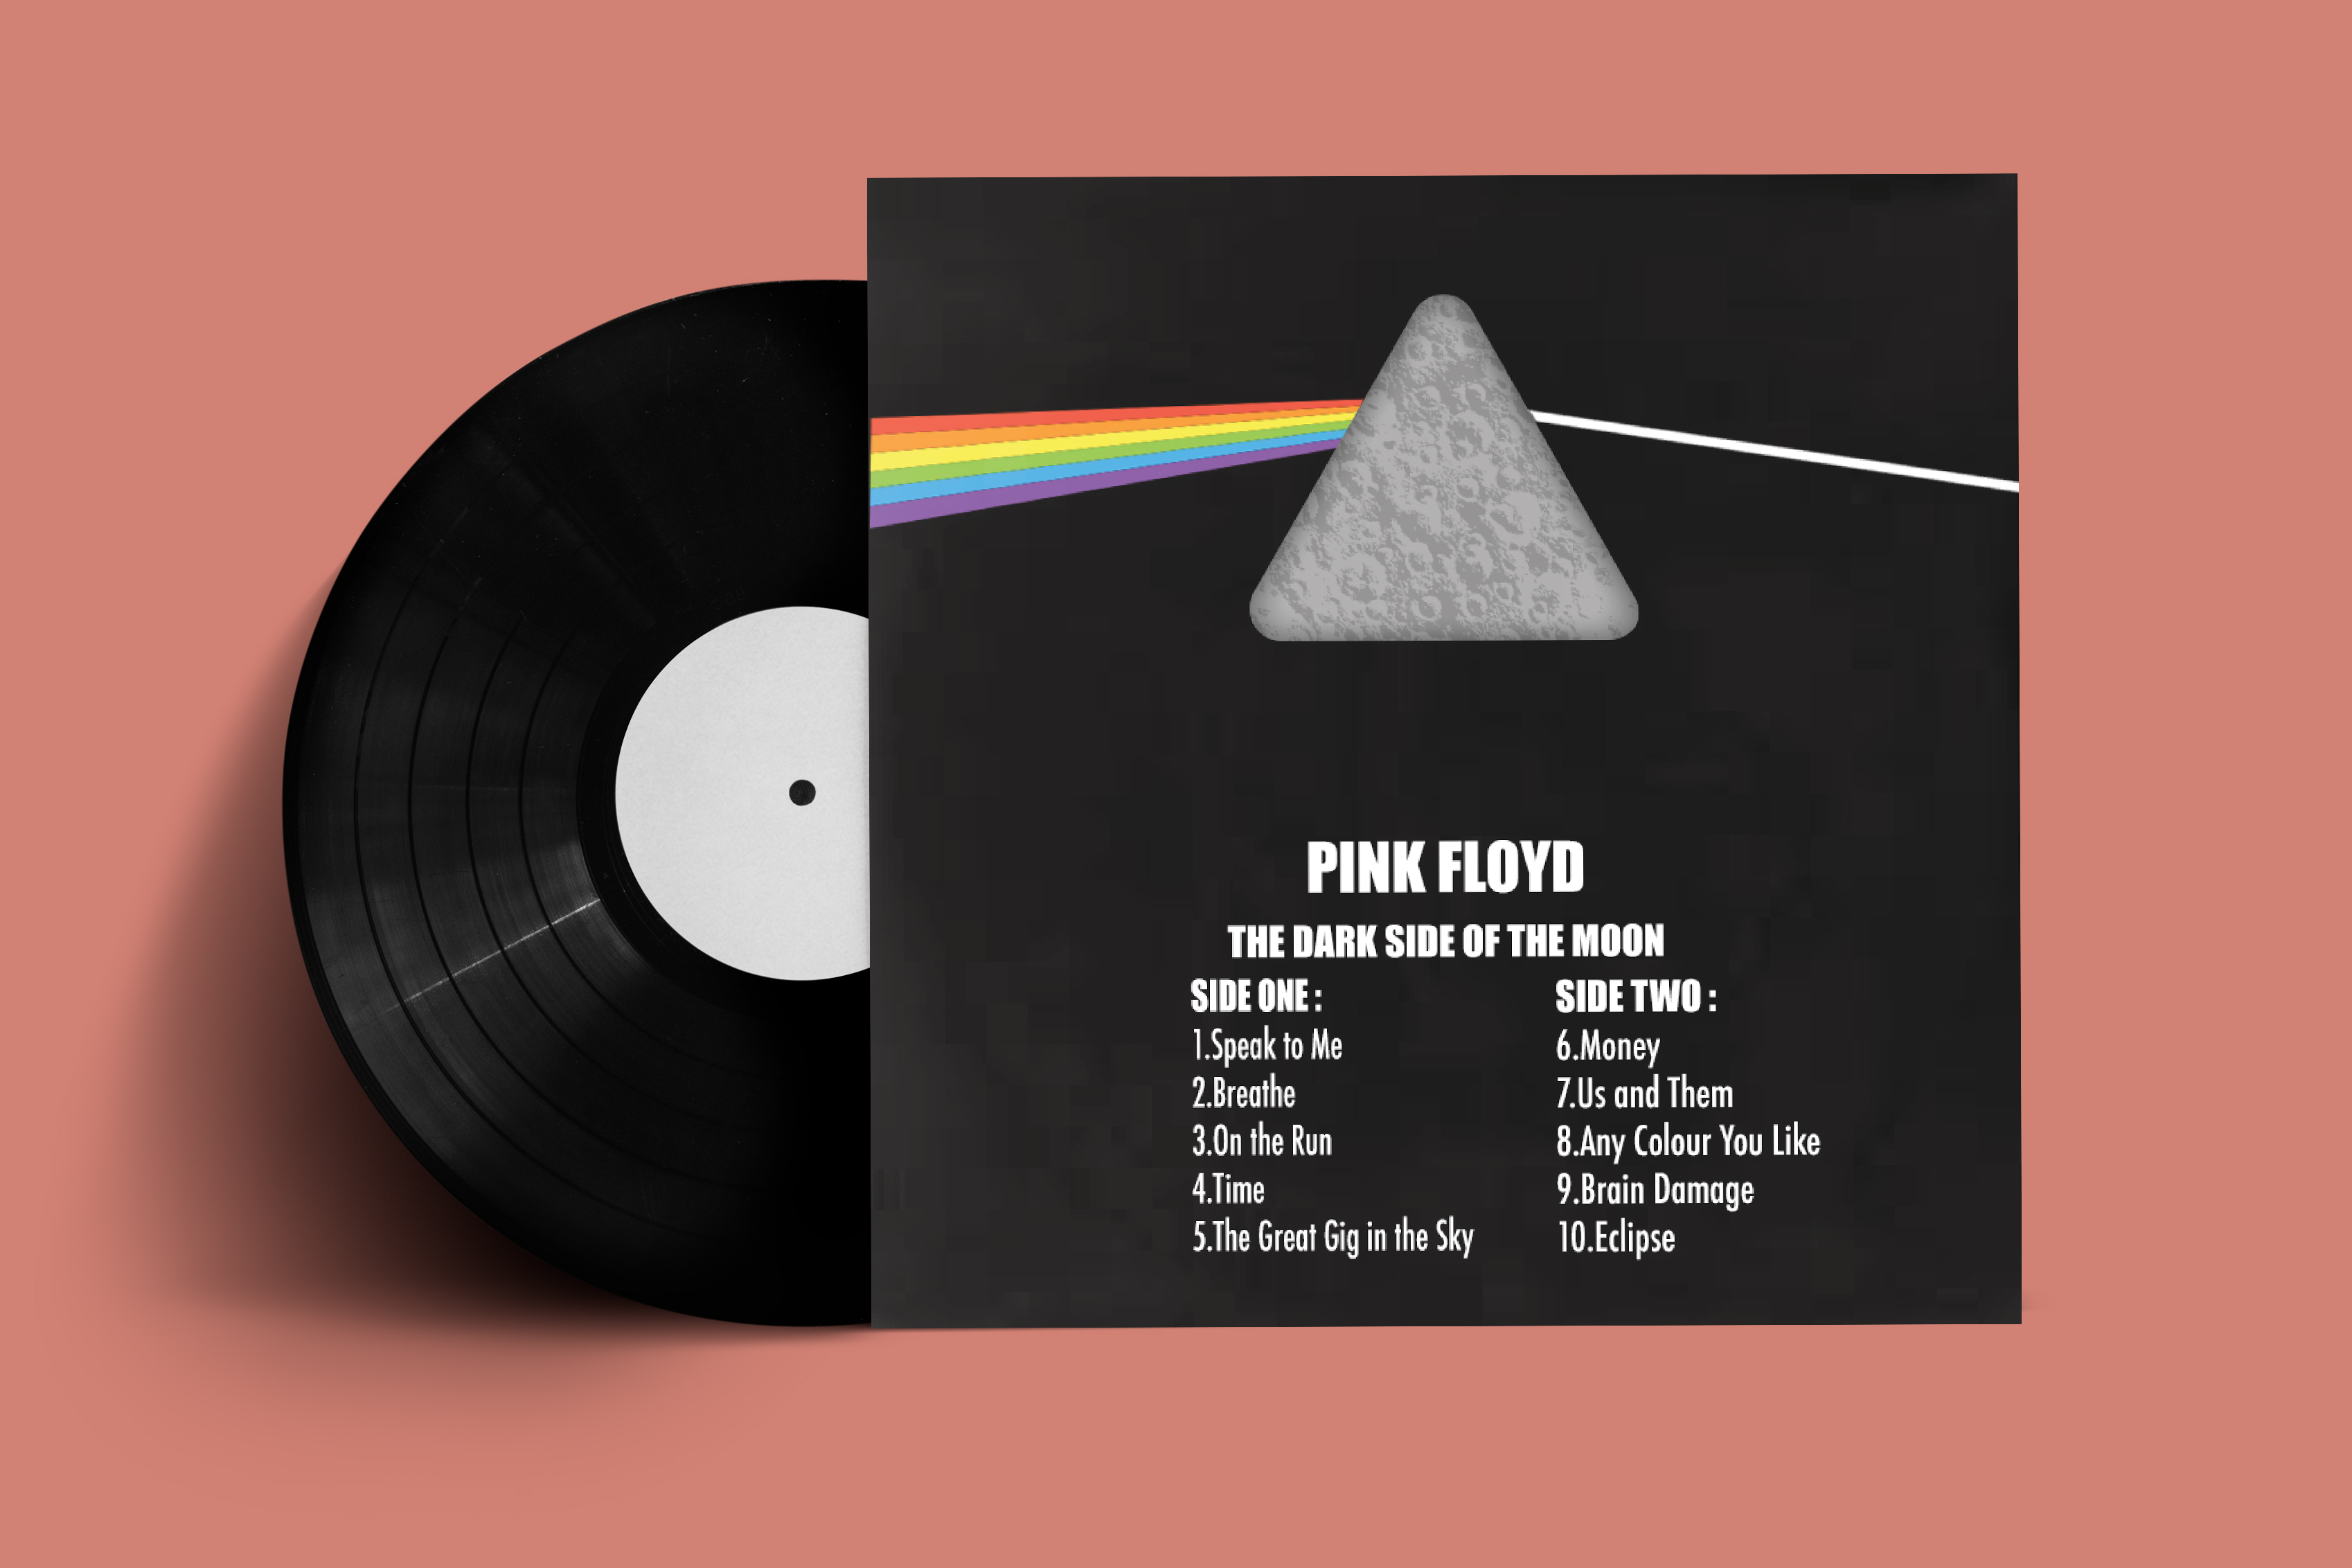 PINK FLOYD
THE DARK SIDE OF THE MOON
SIDE ONE :
1.Speak to Me
2.Breathe
3.On the Run
4.Time
5.The Great Gig in the Sky
SIDE TWO :
6.Money
7.Us and Them
8.Any Colour You Like
9.Brain Damage
10.Eclipse